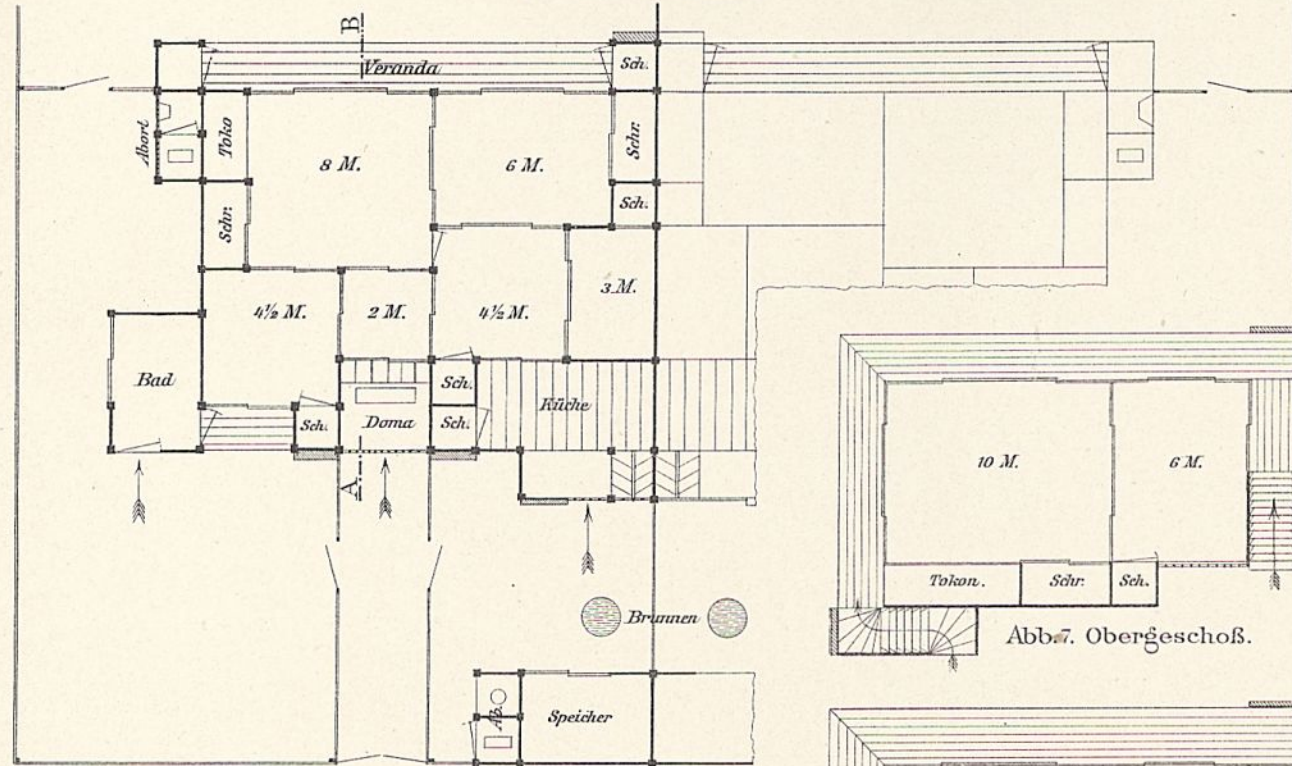 B
Veranda
Sch.
Abort
Toko
8 M.
6 M.
Schr.
Schr.
Sch.
4½ M.
2 M.
4½ M.
3 M.
Bad
Sch.
Doma
Sch.
Sch.
Küche
A
10 M.
6 M.
Tokon.
Schr.
Sch.
Abb. 7. Obergeschoß.
Brunnen
Ab.
Speicher